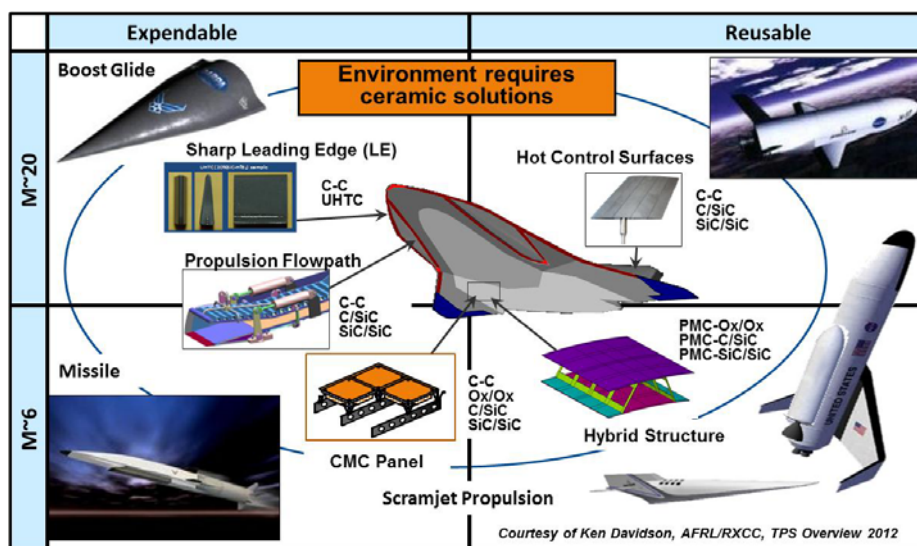 Expendable
Reusable
M~20
M~6
Boost Glide
Environment requires
ceramic solutions
Sharp Leading Edge (LE)
C-C
UHTC
Hot Control Surfaces
C-C
C/SiC
SiC/SiC
Propulsion Flowpath
C-C
C/SiC
SiC/SiC
PMC-Ox/Ox
PMC-C/SiC
PMC-SiC/SiC
Missile
C-C
Ox/Ox
C/SiC
SiC/SiC
CMC Panel
Hybrid Structure
UNITED STATES
Scramjet Propulsion
Courtesy of Ken Davidson, AFRL/RXCC, TPS Overview 2012